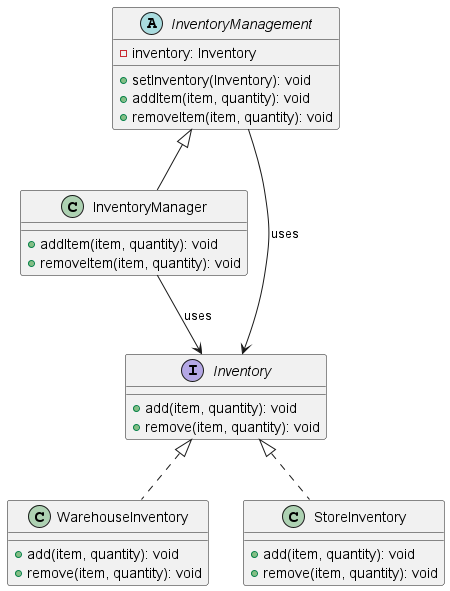 A InventoryManagement
inventory: Inventory
setInventory(Inventory): void
addItem(item, quantity): void
removeItem(item, quantity): void
C InventoryManager
addItem(item, quantity): void
removeItem(item, quantity): void
uses
uses
I Inventory
add(item, quantity): void
remove(item, quantity): void
C WarehouseInventory
add(item, quantity): void
remove(item, quantity): void
C StoreInventory
add(item, quantity): void
remove(item, quantity): void